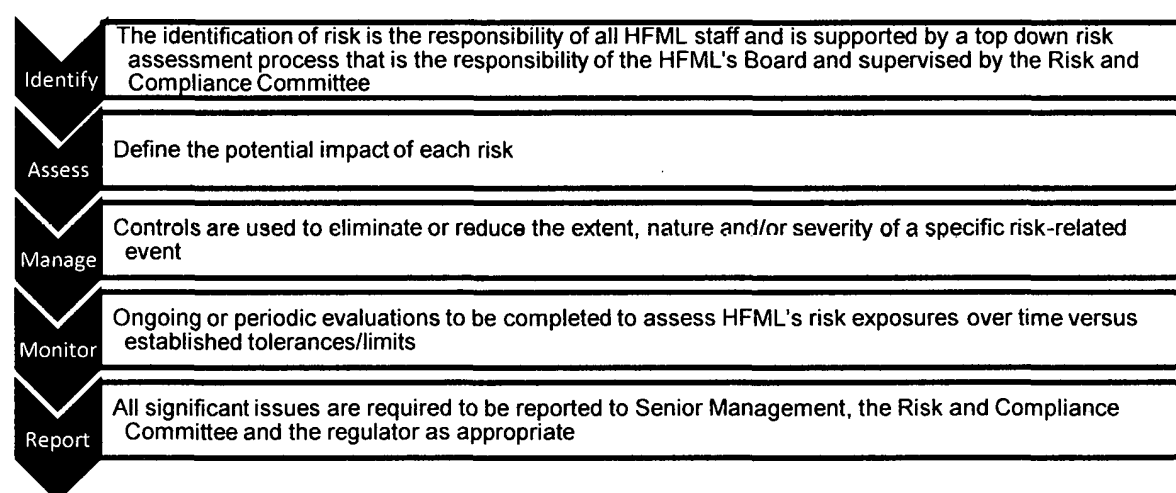 Identify
The identification of risk is the responsibility of all HFML staff and is supported by a top down risk
assessment process that is the responsibility of the HFML's Board and supervised by the Risk and
Compliance Committee
Assess
Define the potential impact of each risk
Manage
Controls are used to eliminate or reduce the extent, nature and/or severity of a specific risk-related
event
Monitor
Ongoing or periodic evaluations to be completed to assess HFML's risk exposures over time versus
established tolerances/limits
Report
All significant issues are required to be reported to Senior Management, the Risk and Compliance
Committee and the regulator as appropriate